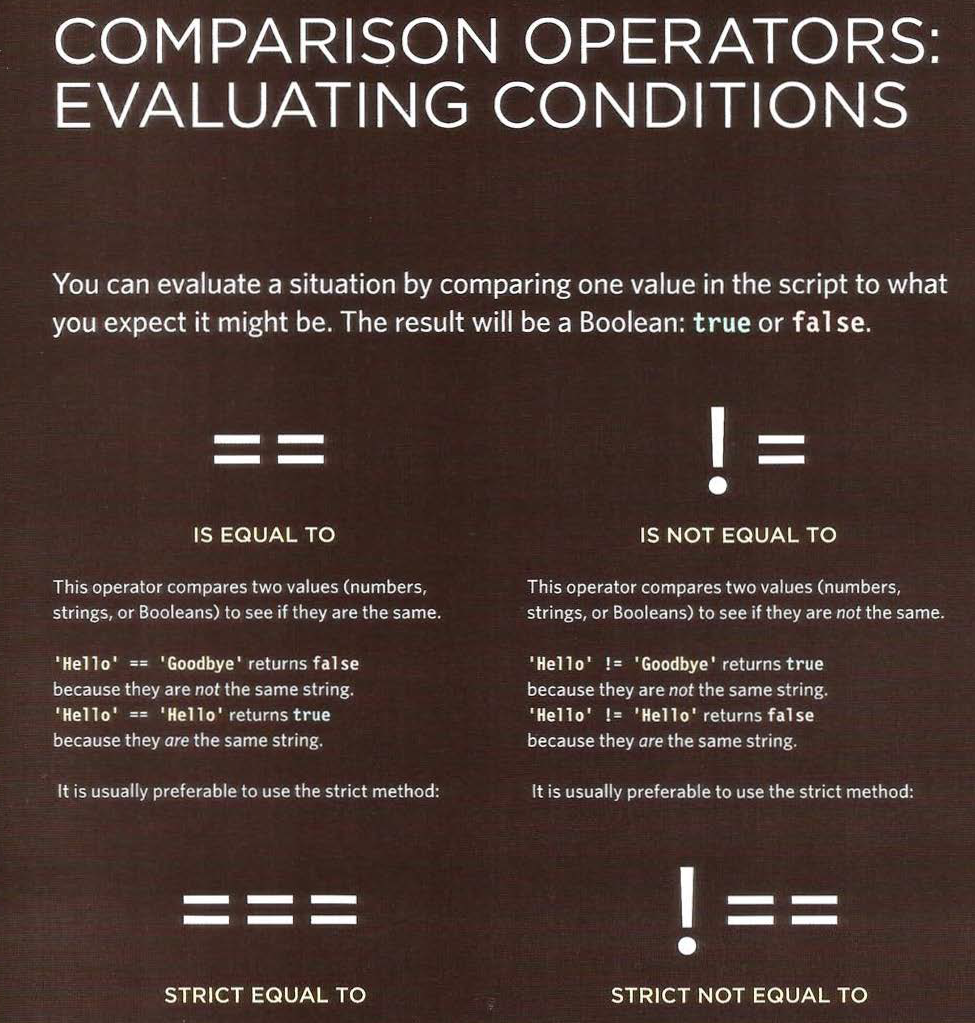 COMPARISON OPERATORS:
EVALUATING CONDITIONS
You can evaluate a situation by comparing one value in the script to what
you expect it might be. The result will be a Boolean: true or false.
==
IS EQUAL TO
This operator compares two values (numbers,
strings, or Booleans) to see if they are the same.
'Hello' == 'Goodbye' returns false
because they are not the same string.
'Hello' == 'Hello' returns true
because they are the same string.
It is usually preferable to use the strict method:
===
STRICT EQUAL TO
!=
IS NOT EQUAL TO
This operator compares two values (numbers,
strings, or Booleans) to see if they are not the same.
'Hello' != 'Goodbye' returns true
because they are not the same string.
'Hello' != 'Hello' returns false
because they are the same string.
It is usually preferable to use the strict method:
!==
STRICT NOT EQUAL TO